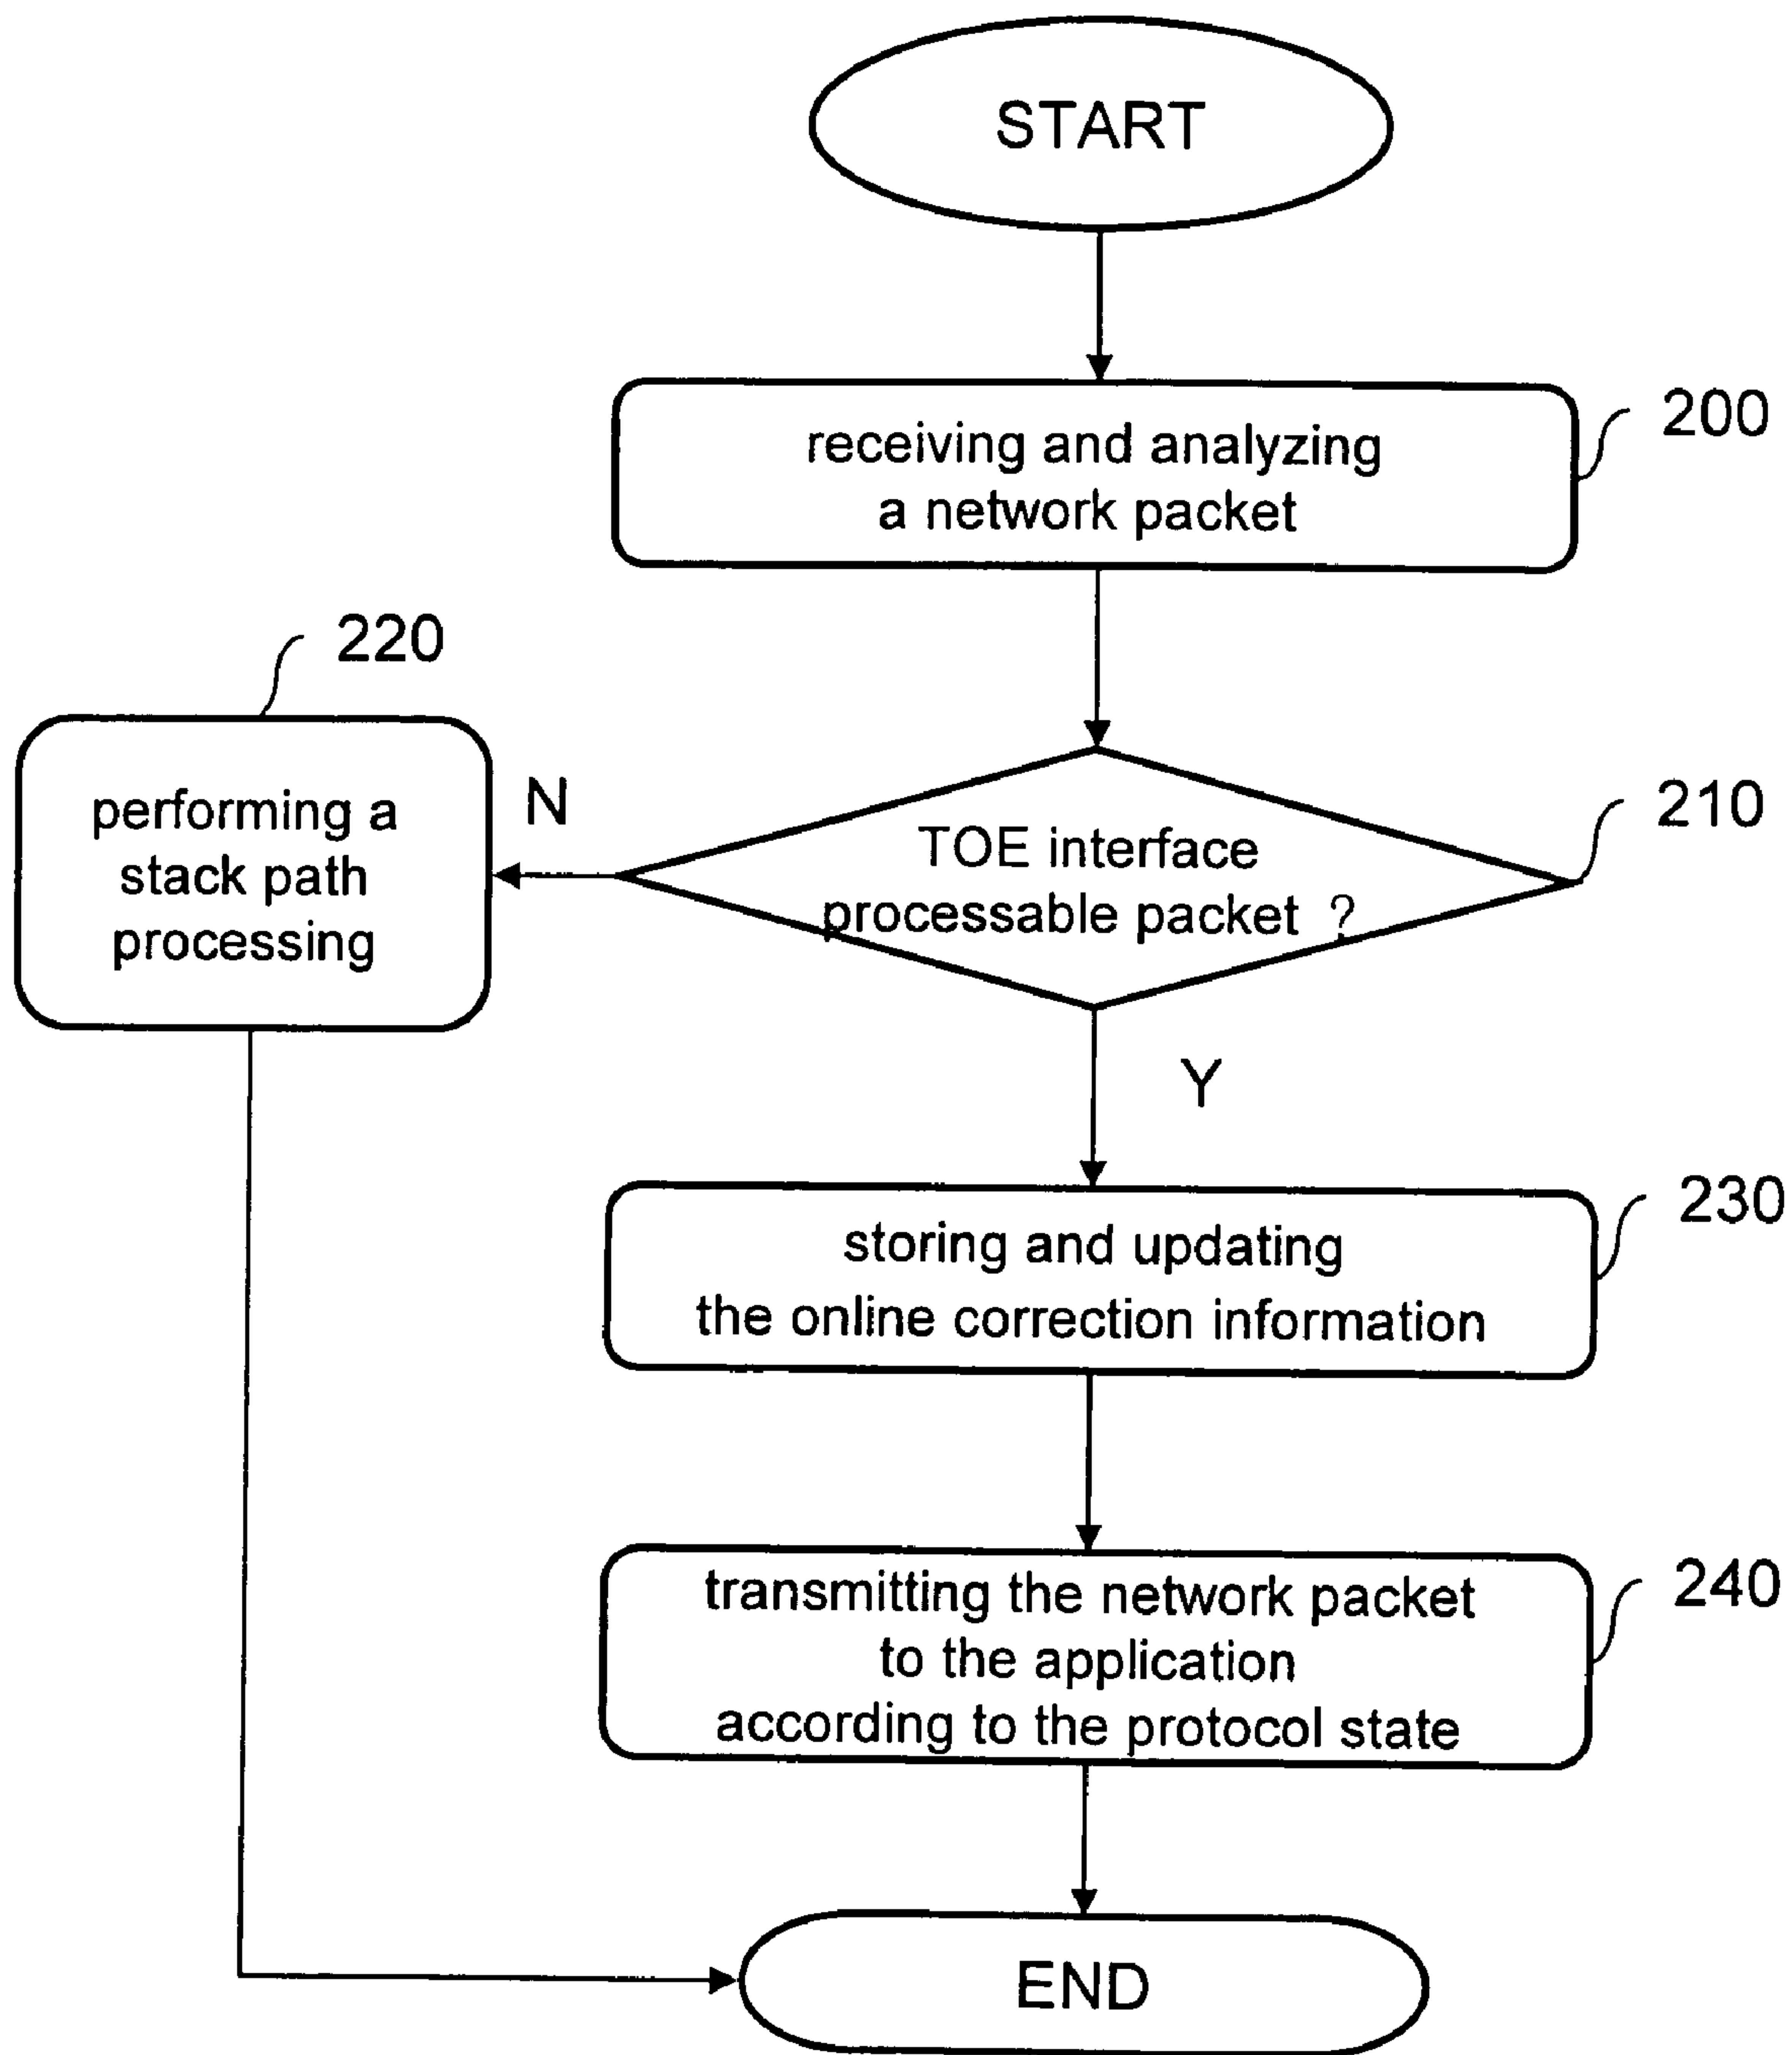 START
receiving and analyzing
a network packet
200
220
performing a
stack path
processing
N
TOE interface
processable packet ?
210
Y
storing and updating
the online correction information
230
transmitting the network packet
to the application
according to the protocol state
240
END